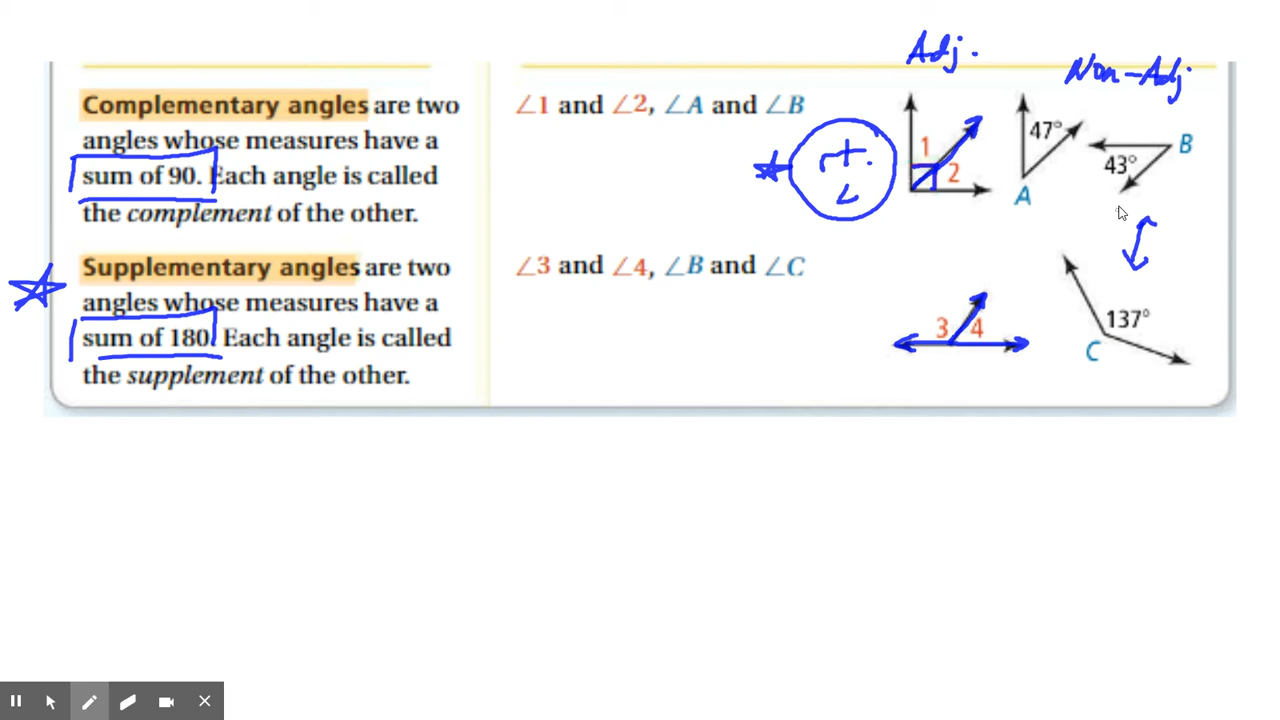 Adj.
Non-Adj
Complementary angles are two
angles whose measures have a
sum of 90. Each angle is called
the complement of the other.
∠1 and ∠2, ∠A and ∠B
rt.
∠
1
2
47°
A
43°
B
Supplementary angles are two
angles whose measures have a
sum of 180. Each angle is called
the supplement of the other.
∠3 and ∠4, ∠B and ∠C
3 4
137°
C